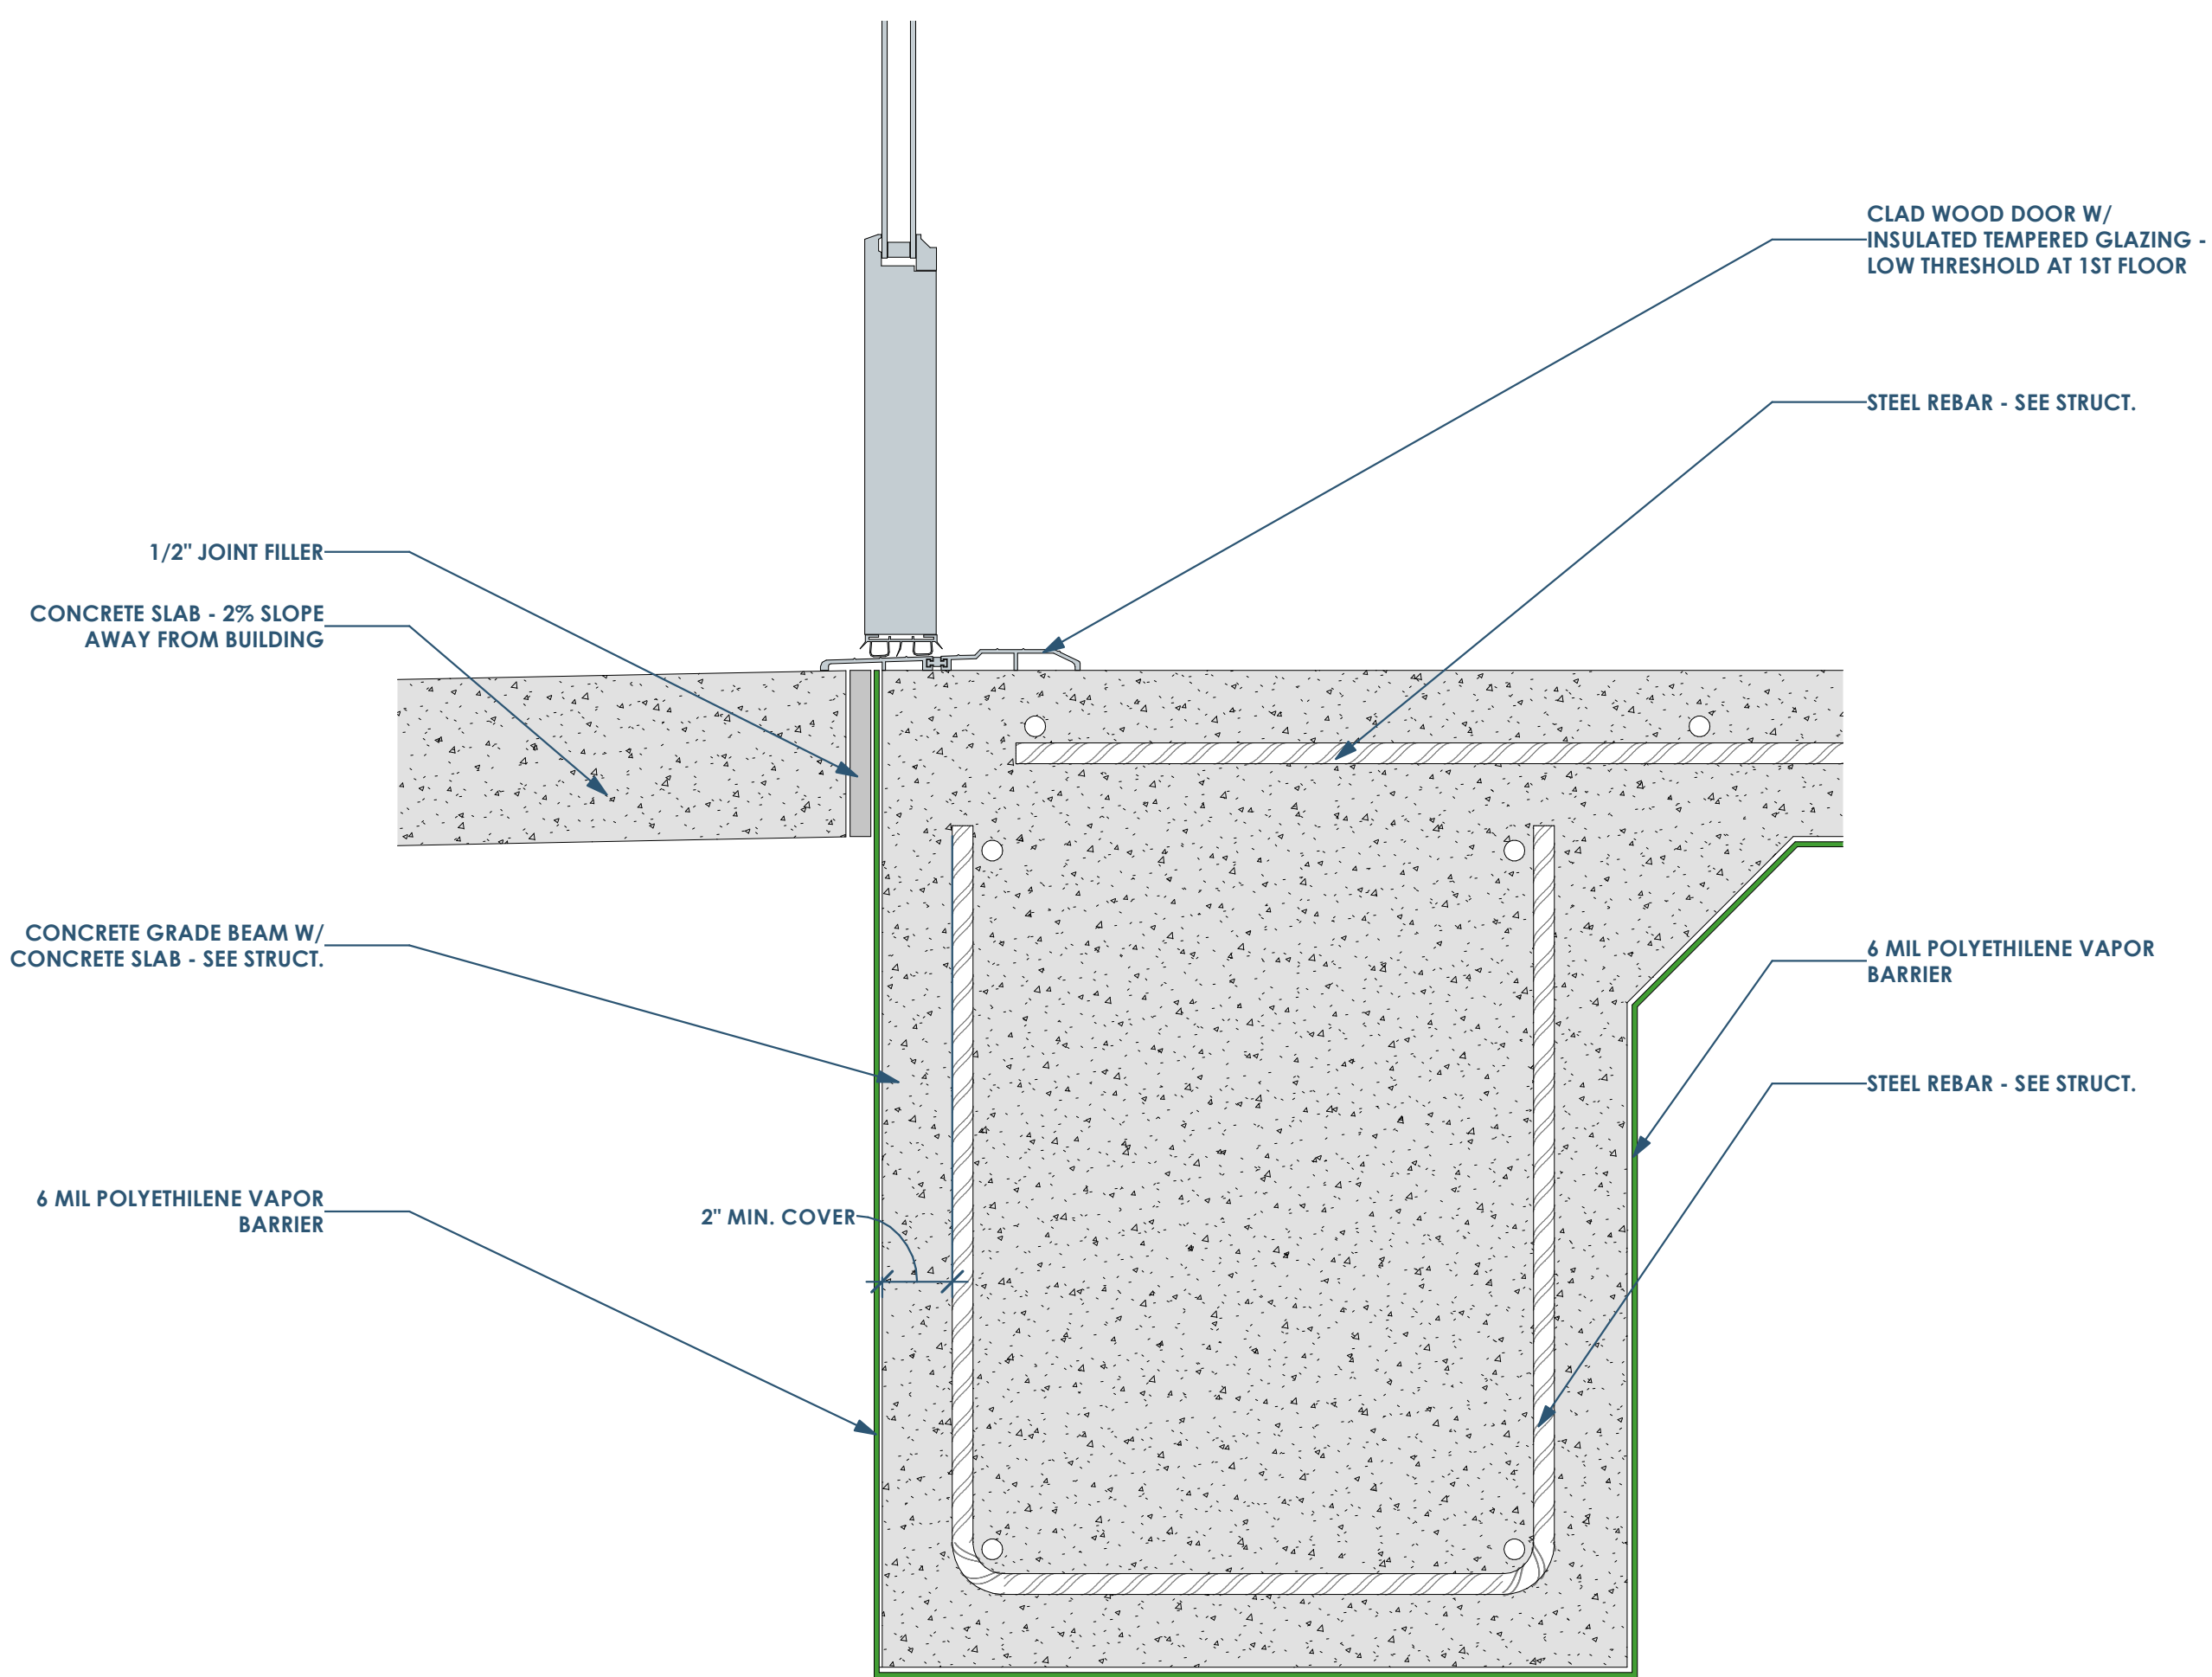 CLAD WOOD DOOR W/
INSULATED TEMPERED GLAZING -
LOW THRESHOLD AT 1ST FLOOR
STEEL REBAR - SEE STRUCT.
1/2" JOINT FILLER
CONCRETE SLAB - 2% SLOPE
AWAY FROM BUILDING
CONCRETE GRADE BEAM W/
CONCRETE SLAB - SEE STRUCT.
6 MIL POLYETHILENE VAPOR
BARRIER
STEEL REBAR - SEE STRUCT.
6 MIL POLYETHILENE VAPOR
BARRIER
2" MIN. COVER